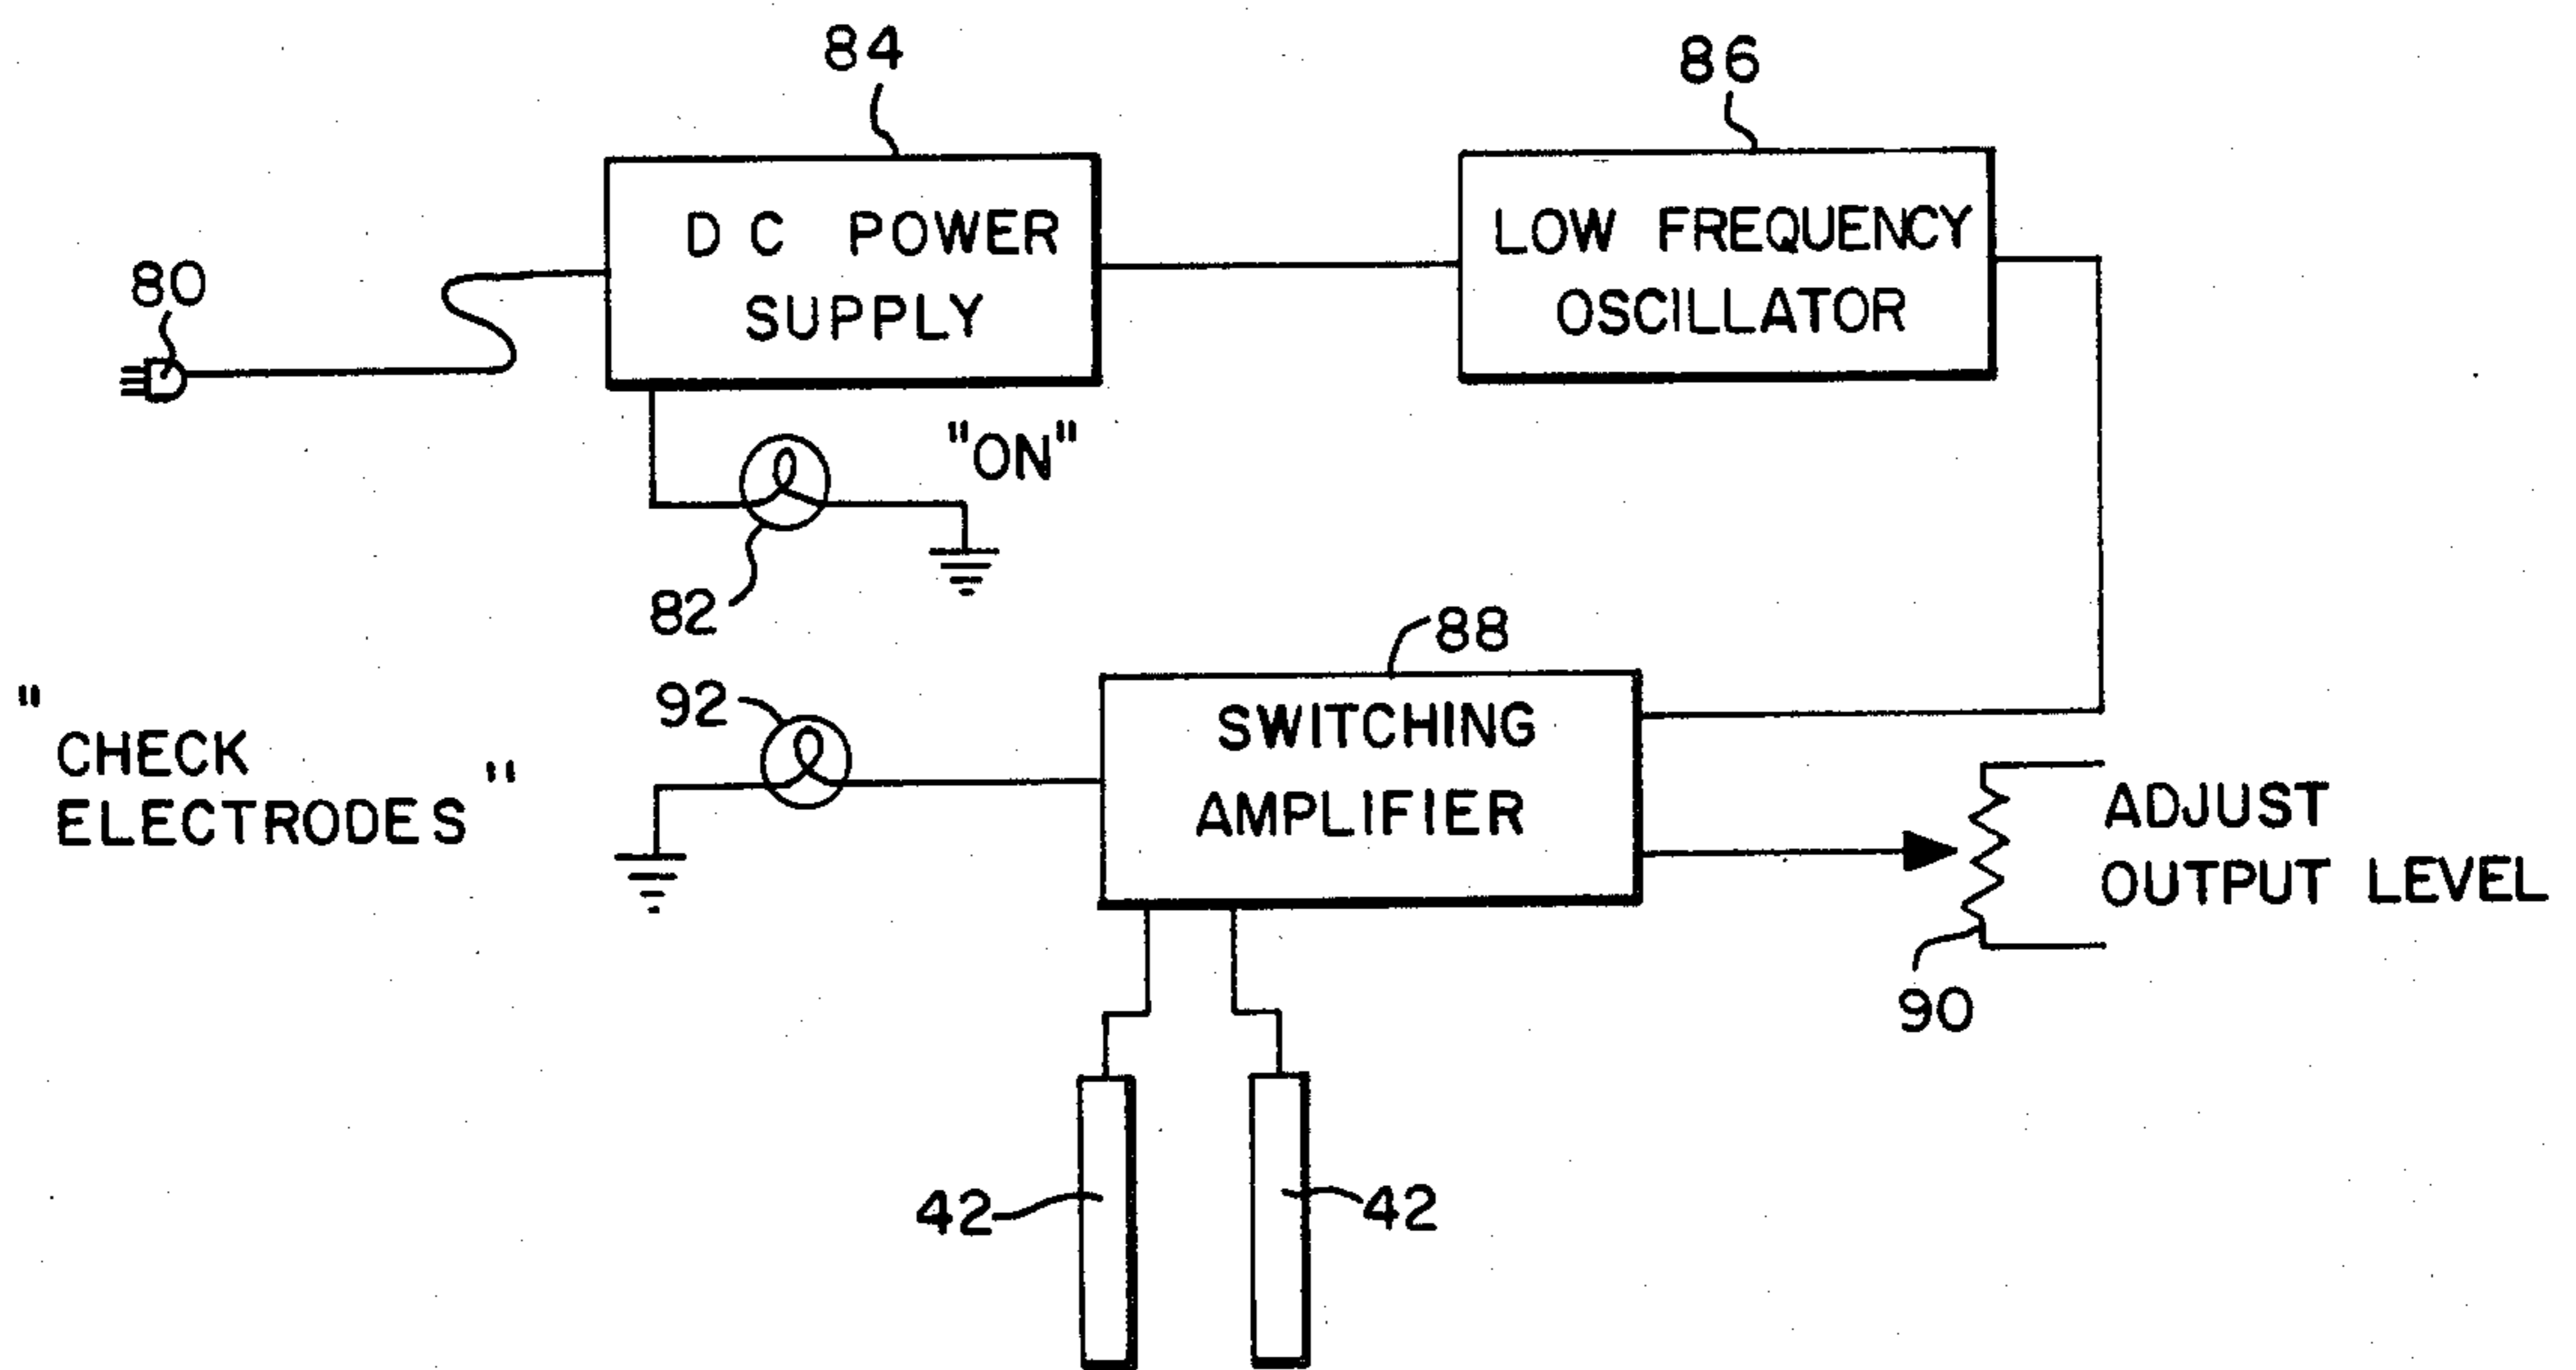 84
86
80
D C POWER
SUPPLY
LOW FREQUENCY
OSCILLATOR
"ON"
82
88
92
"CHECK
ELECTRODES"
SWITCHING
AMPLIFIER
ADJUST
OUTPUT LEVEL
90
42
42